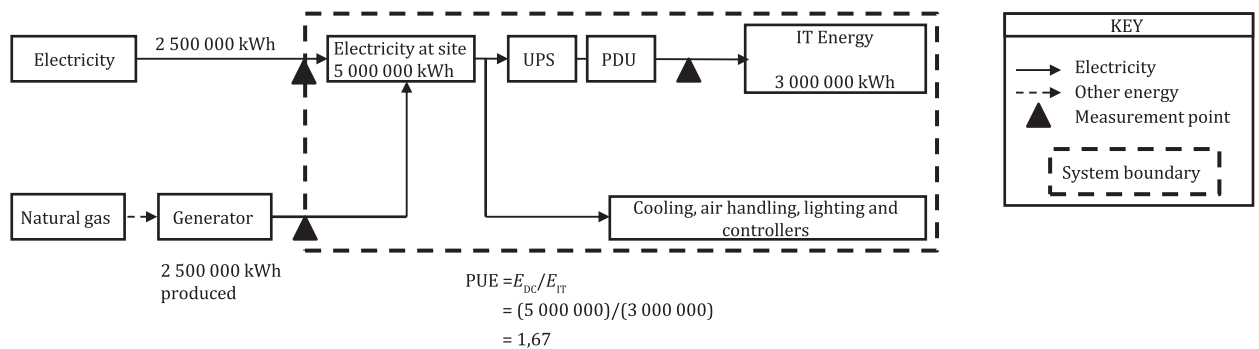 2 500 000 kWh
Electricity
Electricity at site
5 000 000 kWh
UPS
PDU
IT Energy
3 000 000 kWh
Natural gas
Generator
2 500 000 kWh
produced
Cooling, air handling, lighting and
controllers
PUE =E_DC/E_IT
= (5 000 000)/(3 000 000)
= 1,67
KEY
Electricity
Other energy
Measurement point
System boundary